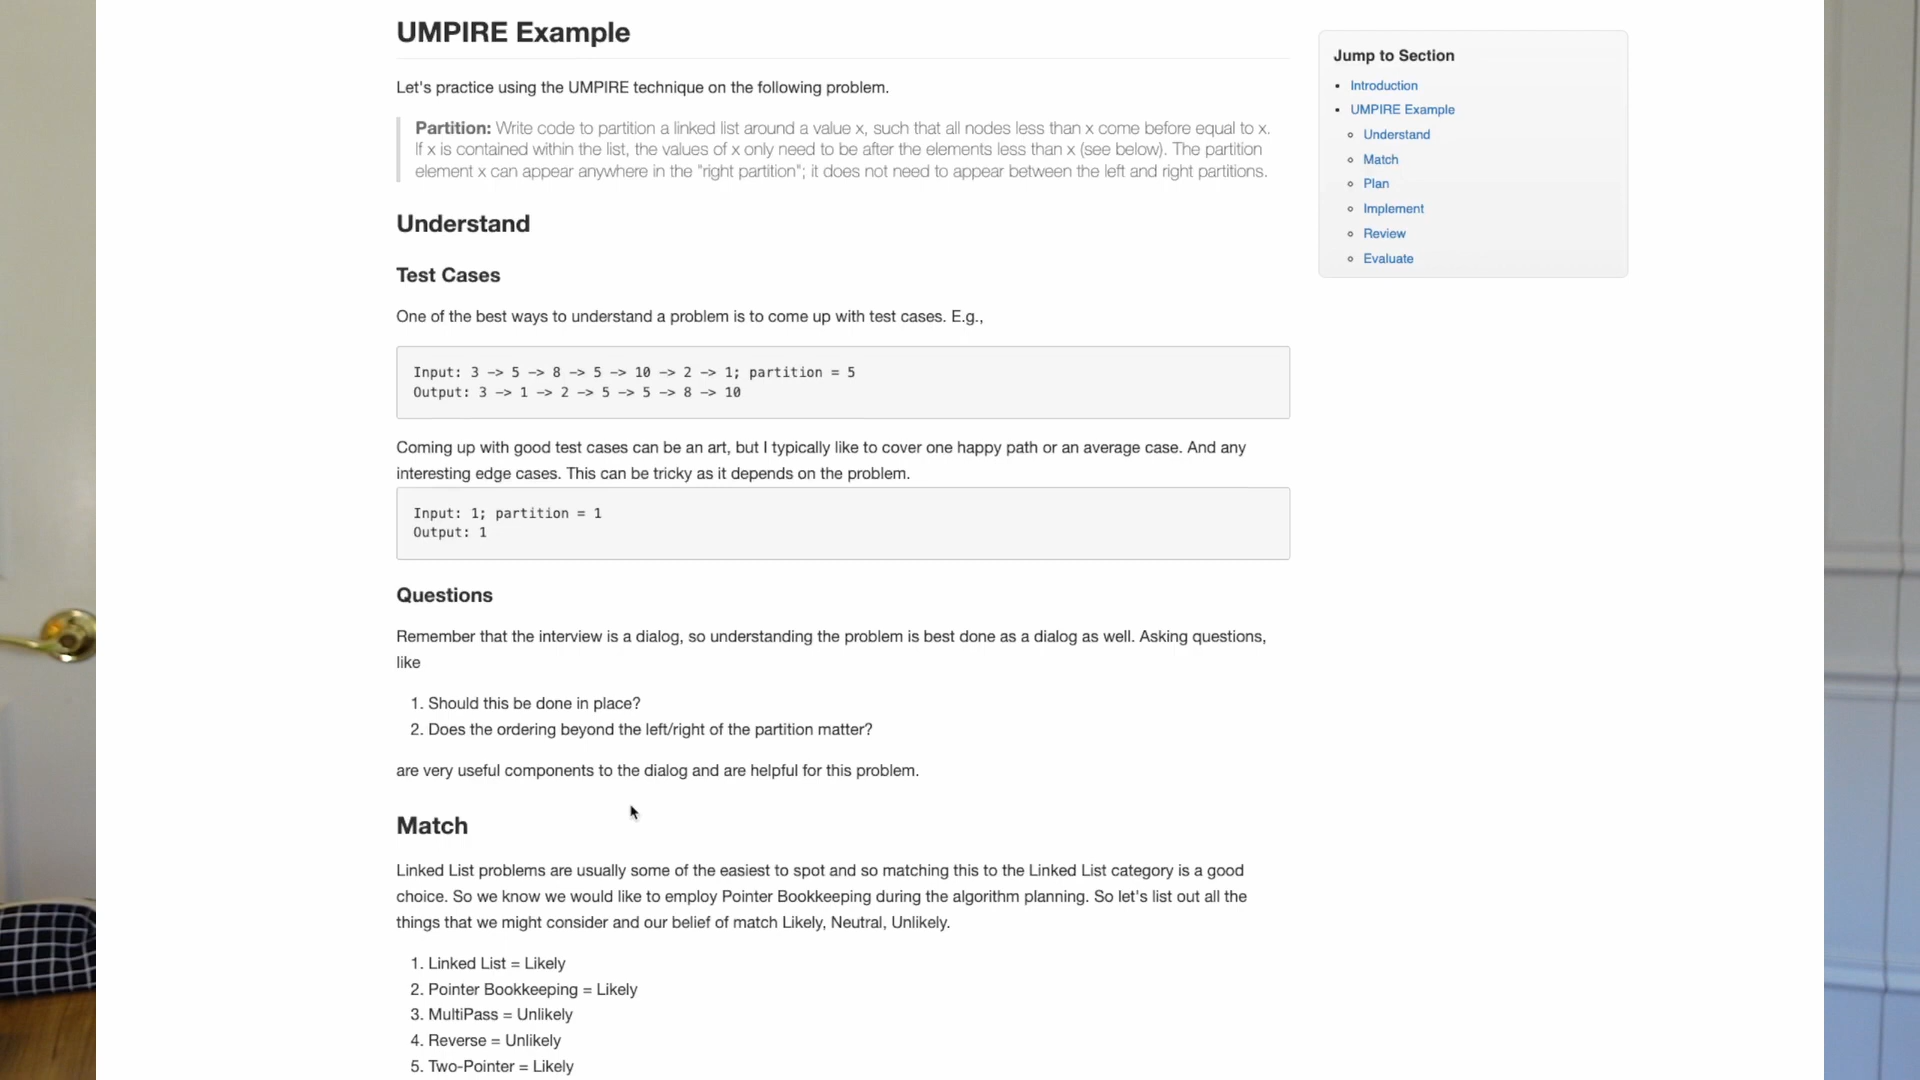 UMPIRE Example
Let's practice using the UMPIRE technique on the following problem.
Partition: Write code to partition a linked list around a value x, such that all nodes less than x come before equal to x.
If x is contained within the list, the values of x only need to be after the elements less than x (see below). The partition
element x can appear anywhere in the "right partition"; it does not need to appear between the left and right partitions.
Understand
Test Cases
One of the best ways to understand a problem is to come up with test cases. E.g.,
Input: 3 -> 5 -> 8 -> 5 -> 10 -> 2 -> 1; partition = 5
Output: 3 -> 1 -> 2 -> 5 -> 5 -> 8 -> 10
Coming up with good test cases can be an art, but I typically like to cover one happy path or an average case. And any
interesting edge cases. This can be tricky as it depends on the problem.
Input: 1; partition = 1
Output: 1
Questions
Remember that the interview is a dialog, so understanding the problem is best done as a dialog as well. Asking questions,
like
1. Should this be done in place?
2. Does the ordering beyond the left/right of the partition matter?
are very useful components to the dialog and are helpful for this problem.
Match
Linked List problems are usually some of the easiest to spot and so matching this to the Linked List category is a good
choice. So we know we would like to employ Pointer Bookkeeping during the algorithm planning. So let's list out all the
things that we might consider and our belief of match Likely, Neutral, Unlikely.
1. Linked List = Likely
2. Pointer Bookkeeping = Likely
3. MultiPass = Unlikely
4. Reverse = Unlikely
5. Two-Pointer = Likely
Jump to Section
Introduction
UMPIRE Example
Understand
Match
Plan
Implement
Review
Evaluate